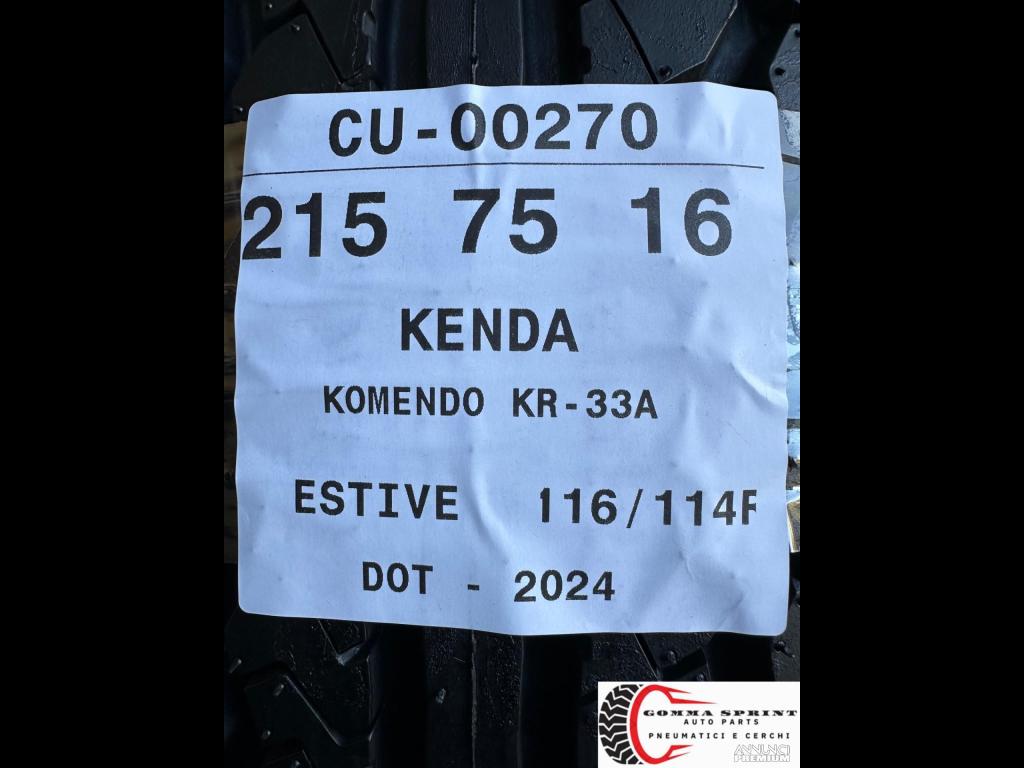 CU-00270
215 75 16
KENDA
KOMENDO KR-33A
ESTIVE 116/114
DOT - 2024
GOMMA SPRINT
AUTO PARTS
PNEUMATICI E CERCHI
ANNUNCI
PREMIUM